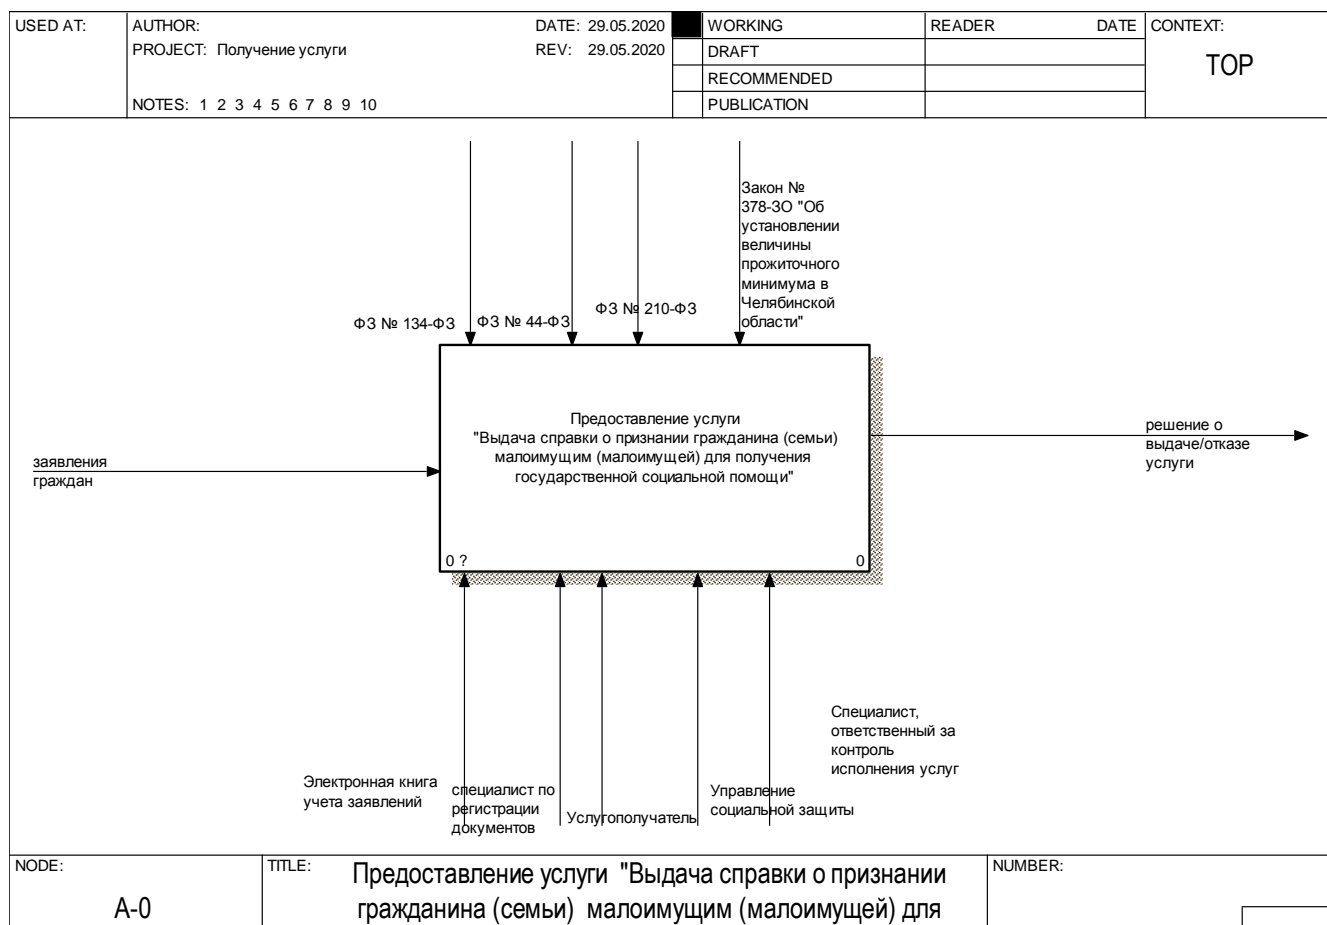 USED AT:
AUTHOR:
DATE: 29.05.2020
PROJECT: Получение услуги
REV: 29.05.2020
NOTES: 1 2 3 4 5 6 7 8 9 10
WORKING
DRAFT
RECOMMENDED
PUBLICATION
READER
DATE
CONTEXT:
TOP
ФЗ № 134-ФЗ
ФЗ № 44-ФЗ
ФЗ № 210-ФЗ
Закон №
378-ЗО "Об
установлении
величины
прожиточного
минимума в
Челябинской
области"
заявления
граждан
Предоставление услуги
"Выдача справки о признании гражданина (семьи)
малоимущим (малоимущей) для получения
государственной социальной помощи"
0 ?
0
решение о
выдаче/отказе
услуги
Электронная книга
учета заявлений
специалист по
регистрации
документов
Услугополучатель
Управление
социальной защиты
Специалист,
ответственный за
контроль
исполнения услуг
NODE:
A-0
TITLE:
Предоставление услуги "Выдача справки о признании
гражданина (семьи) малоимущим (малоимущей) для
NUMBER: